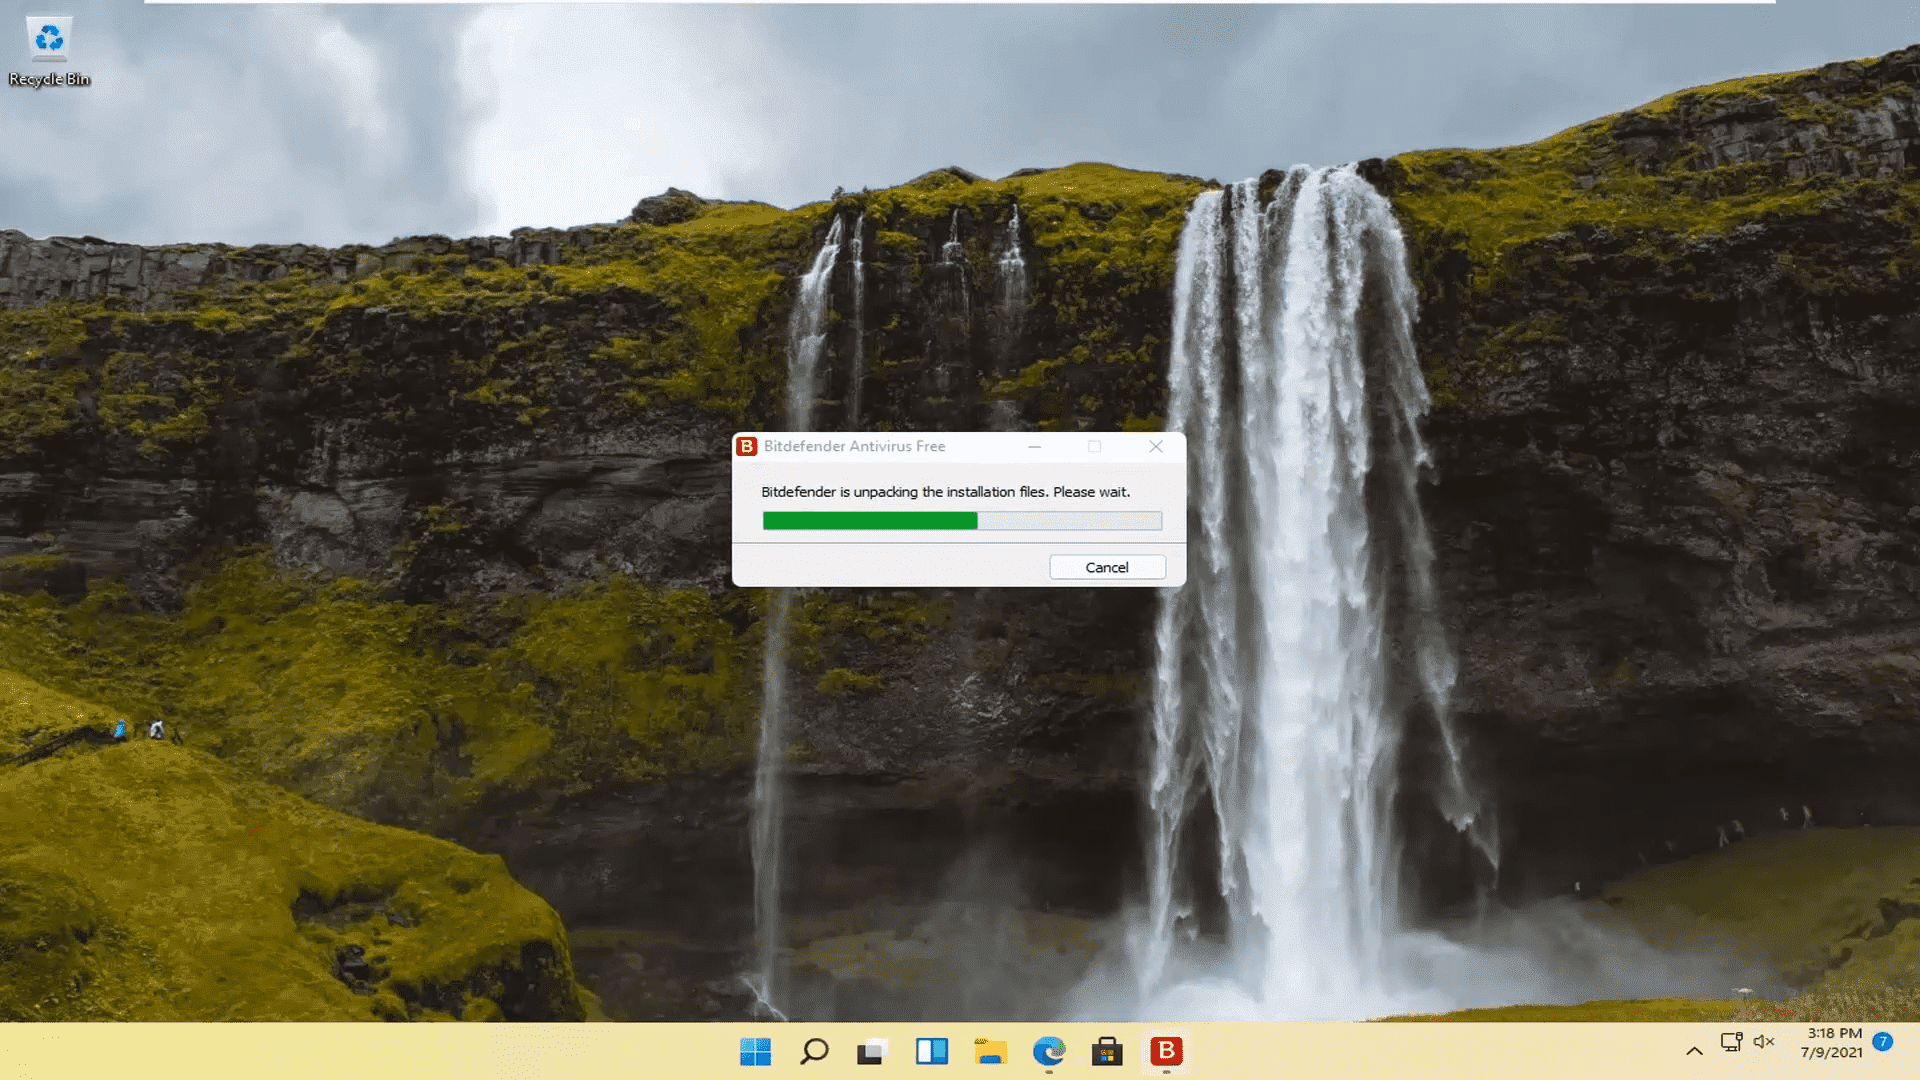 Recycle Bin
B Bitdefender Antivirus Free
Bitdefender is unpacking the installation files. Please wait.
Cancel
B
3:18 PM
7/9/2021
7